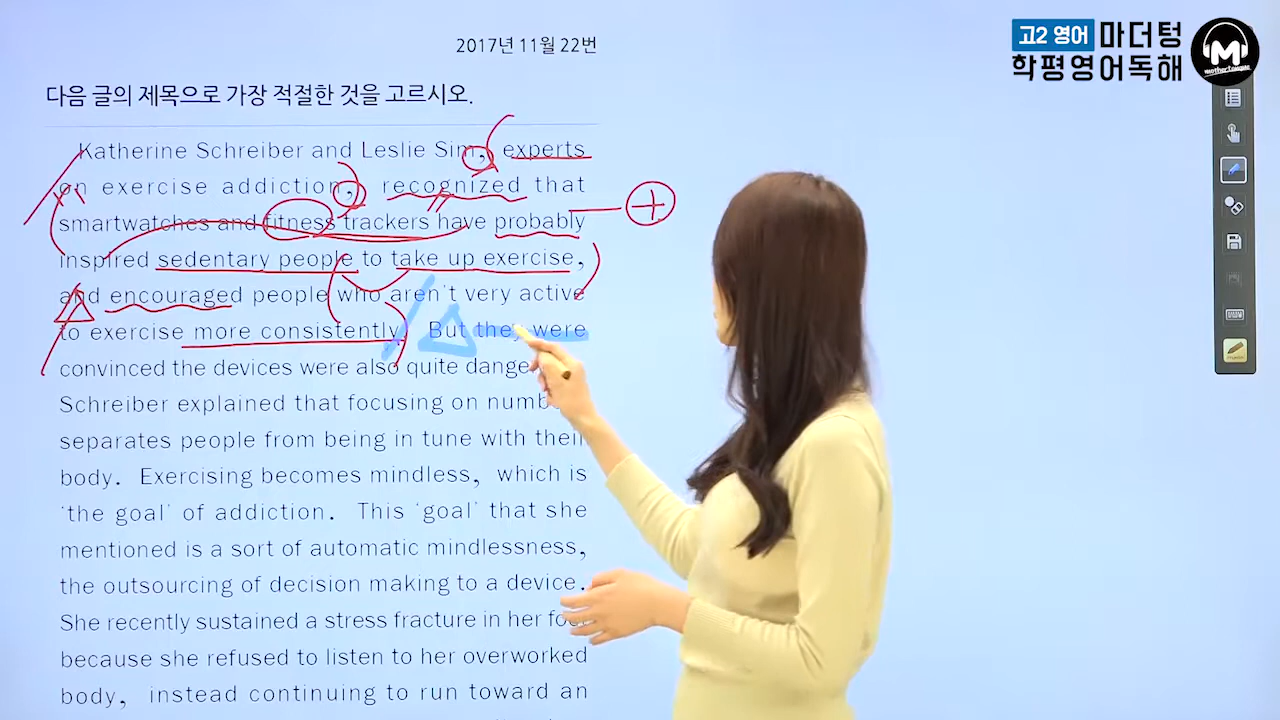 2017년 11월 22번
고2 영어 마더텅
학평영어독해
mothertongue
다음 글의 제목으로 가장 적절한 것을 고르시오.
Katherine Schreiber and Leslie Sim, experts
on exercise addiction, recognized that
smartwatches and fitness trackers have probably
inspired sedentary people to take up exercise,
and encouraged people who aren't very active
to exercise more consistently. But they were
convinced the devices were also quite
Schreiber explained that focusing on
separates people from being in tune with their
body. Exercising becomes mindless, which is
'the goal' of addiction. This 'goal' that she
mentioned is a sort of automatic mindlessness,
the outsourcing of decision making to a device.
She recently sustained a stress fracture in her
because she refused to listen to her overworked
body, instead continuing to run toward an